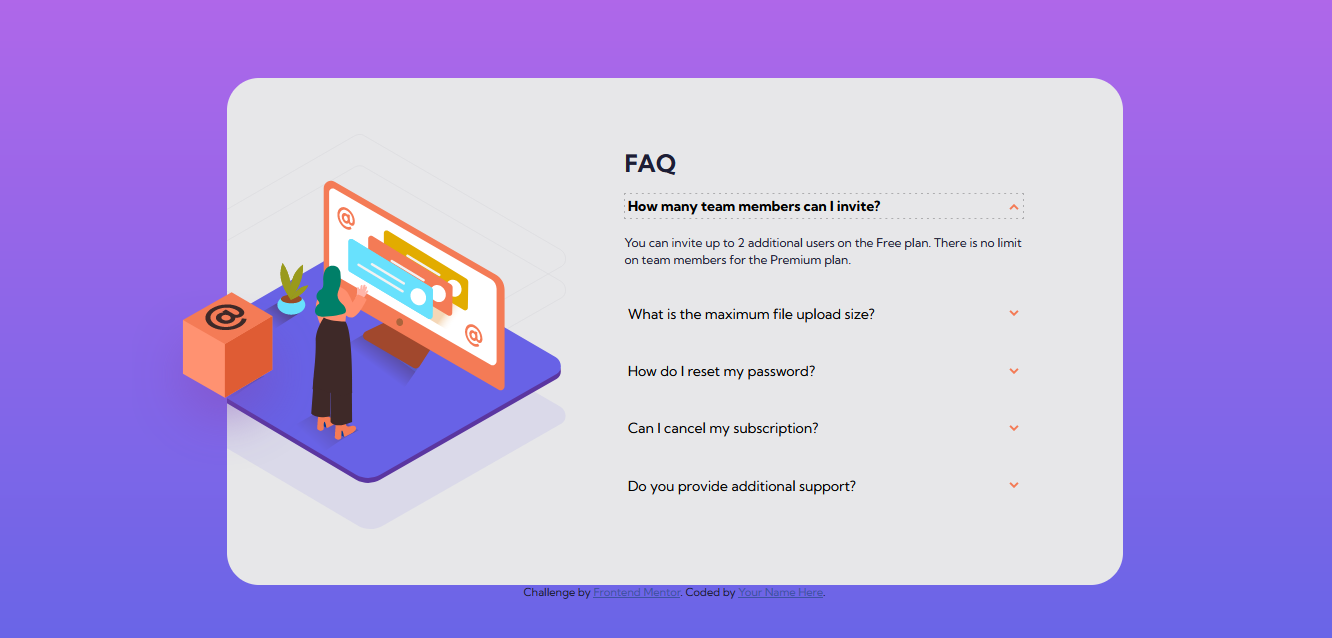 FAQ
How many team members can I invite?
You can invite up to 2 additional users on the Free plan. There is no limit
on team members for the Premium plan.
What is the maximum file upload size?
How do I reset my password?
Can I cancel my subscription?
Do you provide additional support?
@
@
@
Challenge by Frontend Mentor. Coded by Your Name Here.